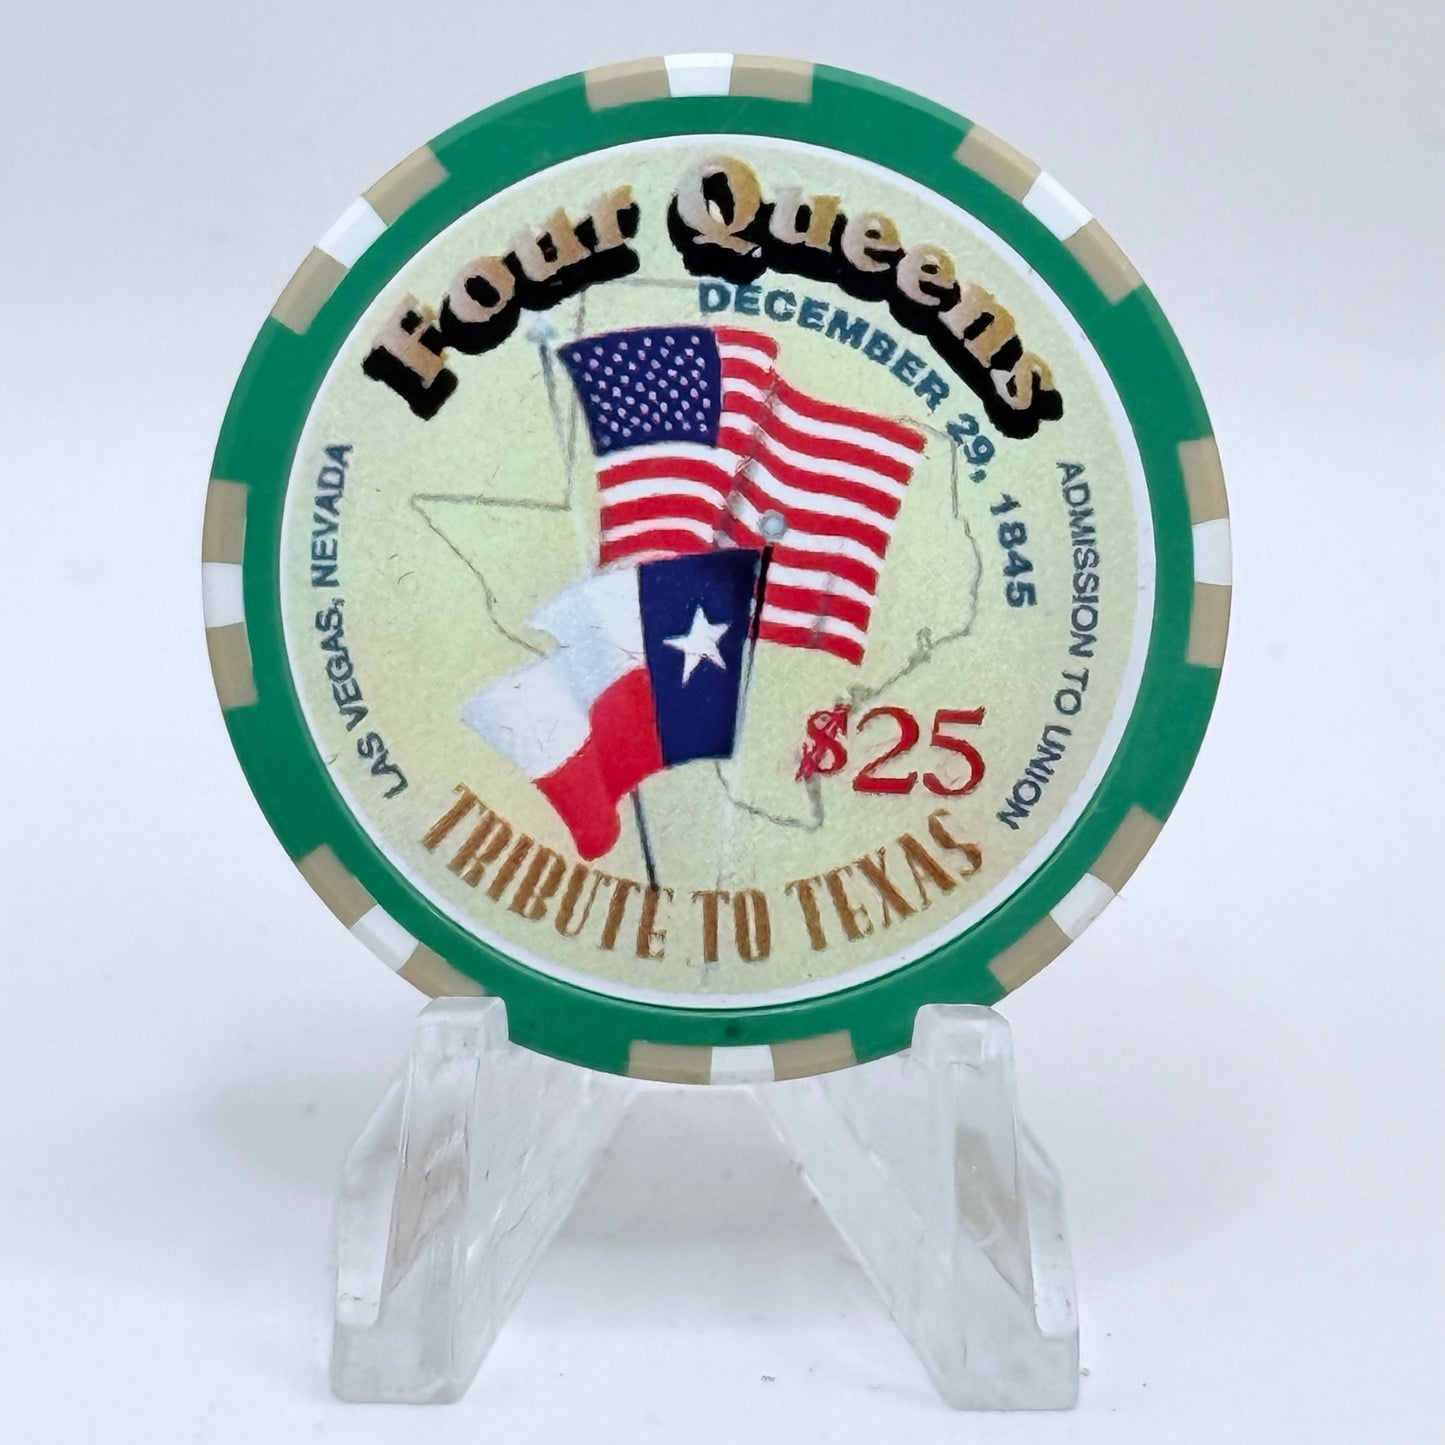 Four Queens
DECEMBER 29, 1845
LAS VEGAS, NEVADA
ADMISSION TO UNION
$25
TRIBUTE TO TEXAS